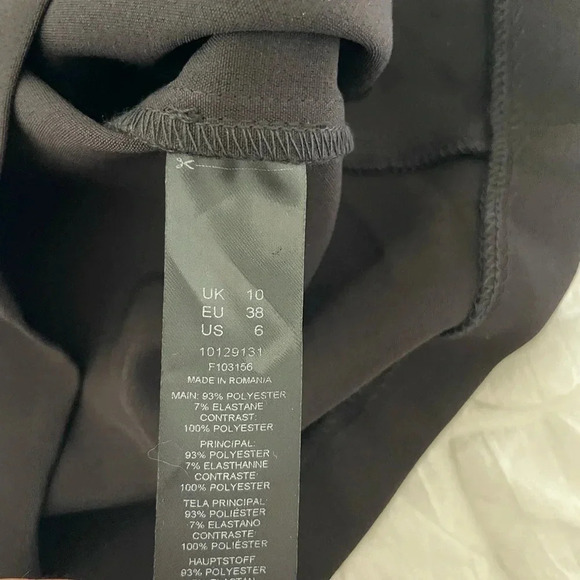 UK 10
EU 38
US 6
10129131
F103156
MADE IN ROMANIA
MAIN: 93% POLYESTER
7% ELASTANE
CONTRAST:
100% POLYESTER
PRINCIPAL:
93% POLYESTER
7% ELASTHANNE
CONTRASTE:
100% POLYESTER
TELA PRINCIPAL:
93% POLIÉSTER
7% ELASTANO
CONTRASTE:
100% POLIÉSTER
HAUPTSTOFF
93% POLYESTER